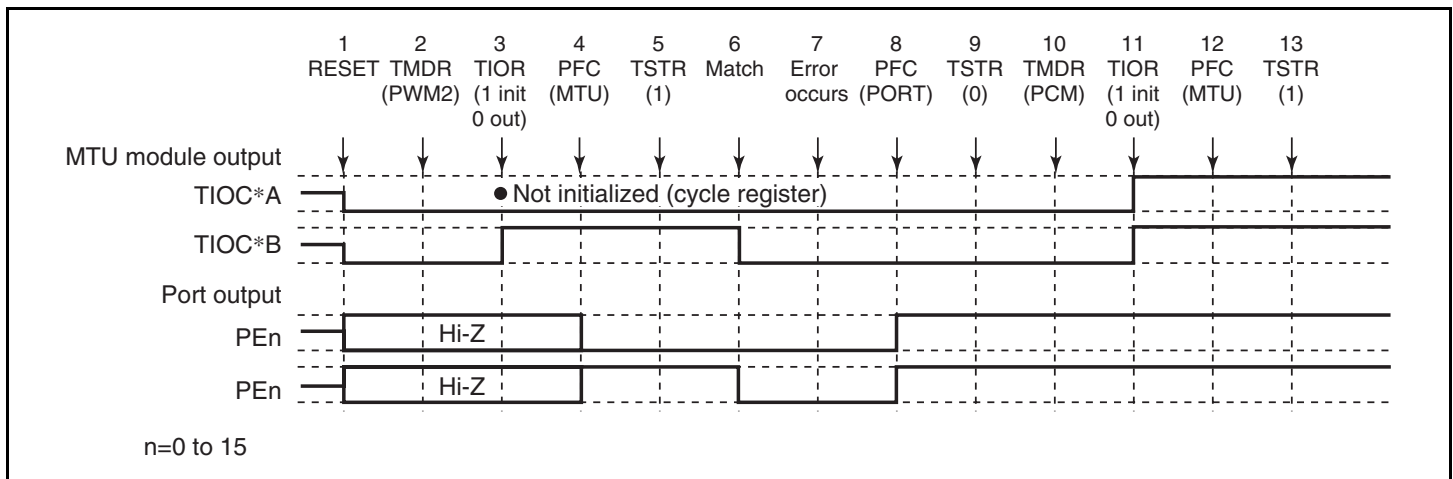 1 2 3 4 5 6 7 8 9 10 11 12 13
RESET TMDR TIOR PFC TSTR Match Error PFC TSTR TMDR TIOR PFC TSTR
(PWM2) (1 init (MTU) (1) occurs (PORT) (0) (PCM) (1 init (MTU) (1)
0 out) 0 out)
MTU module output
TIOC*A ● Not initialized (cycle register)
TIOC*B
Port output
PEn Hi-Z
PEn Hi-Z
n=0 to 15